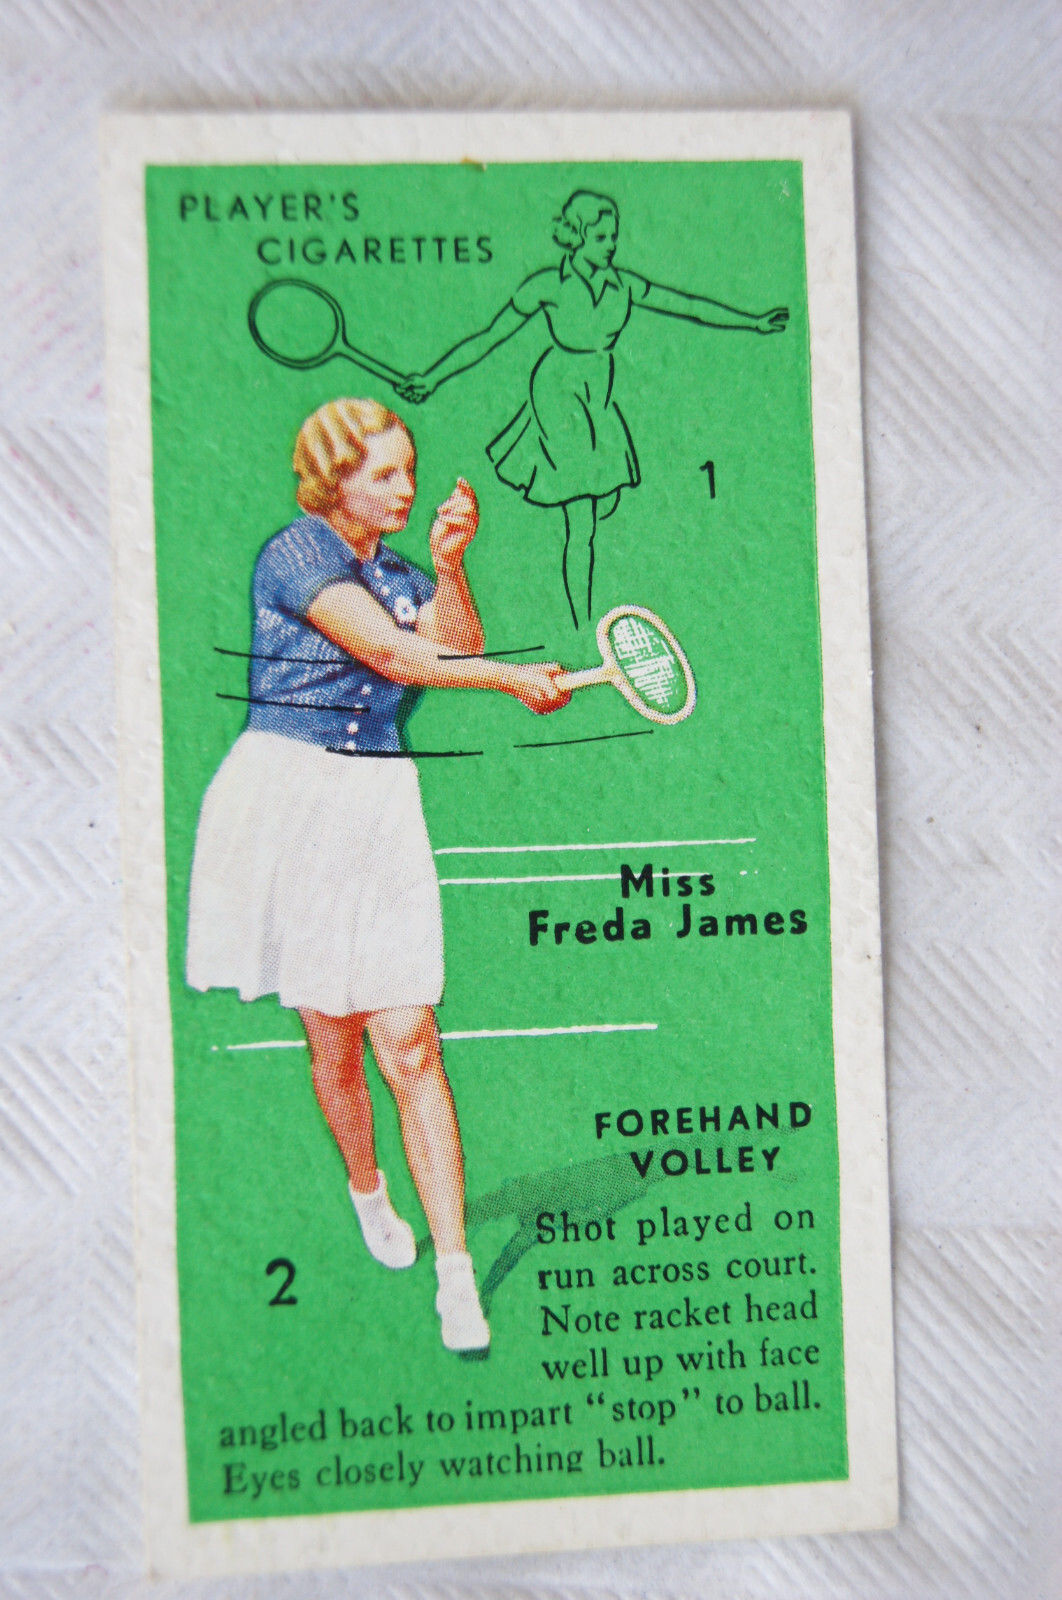 PLAYER'S
CIGARETTES
1
Miss
Freda James
FOREHAND
VOLLEY
2
Shot played on
run across court.
Note racket head
well up with face
angled back to impart "stop" to ball.
Eyes closely watching ball.